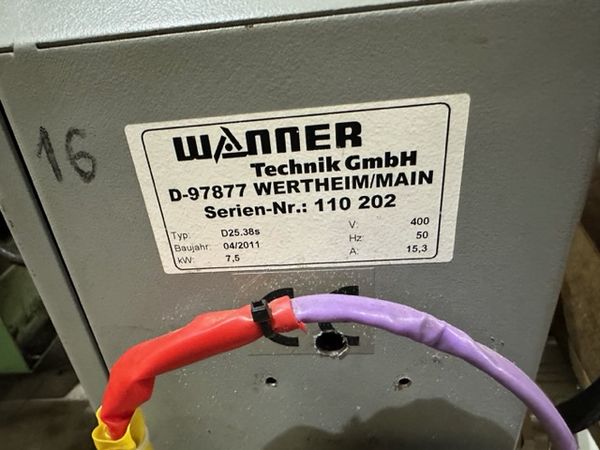 16
WANNER
Technik GmbH
D-97877 WERTHEIM/MAIN
Serien-Nr.: 110 202
Typ: D25.38s V: 400
Baujahr: 04/2011 Hz: 50
kW: 7,5 A: 15,3
CE